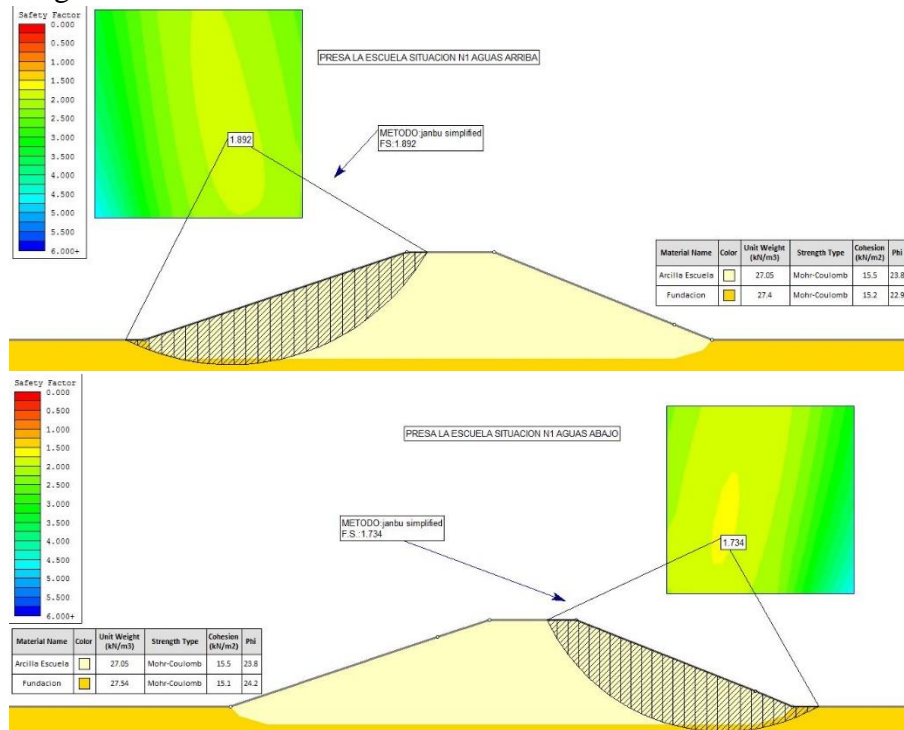 Safety Factor
0.000
0.500
1.000
1.500
2.000
2.500
3.000
3.500
4.000
4.500
5.000
5.500
6.000+
PRESA LA ESCUELA SITUACION N1 AGUAS ARRIBA
1.892
METODO:janbu simplified
FS:1.892
Material Name Color Unit Weight (kN/m3) Strength Type Cohesion (kN/m2) Phi
Arcilla Escuela 27.05 Mohr-Coulomb 15.5 23.8
Fundacion 27.4 Mohr-Coulomb 15.2 22.9
Safety Factor
0.000
0.500
1.000
1.500
2.000
2.500
3.000
3.500
4.000
4.500
5.000
5.500
6.000+
PRESA LA ESCUELA SITUACION N1 AGUAS ABAJO
METODO:janbu simplified
F.S.:1.734
1.734
Material Name Color Unit Weight (kN/m3) Strength Type Cohesion (kN/m2) Phi
Arcilla Escuela 27.05 Mohr-Coulomb 15.5 23.8
Fundacion 27.54 Mohr-Coulomb 15.1 24.2